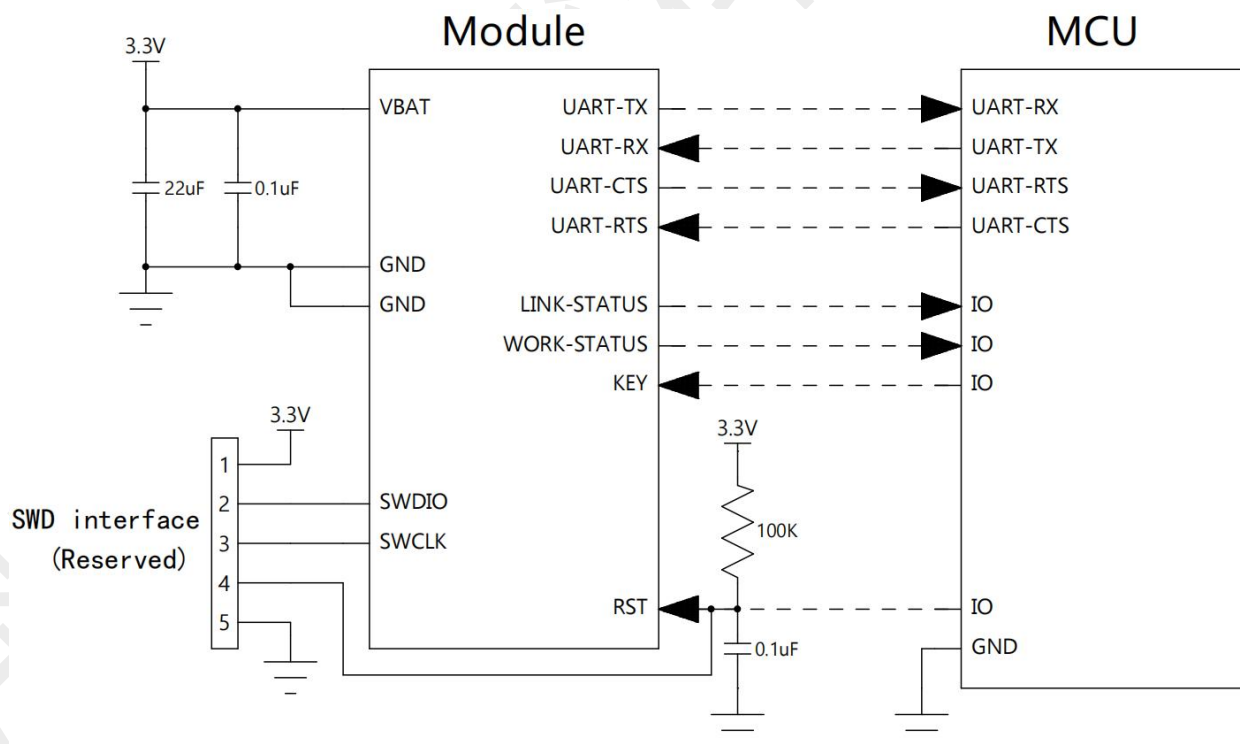 Module
MCU
3.3V
VBAT
UART-TX
UART-RX
UART-RX
UART-TX
22uF
0.1uF
UART-CTS
UART-RTS
UART-RTS
UART-CTS
GND
GND
LINK-STATUS
IO
WORK-STATUS
IO
KEY
IO
3.3V
3.3V
1
SWD interface
(Reserved)
2
SWDIO
3
SWCLK
100K
4
RST
IO
5
0.1uF
GND